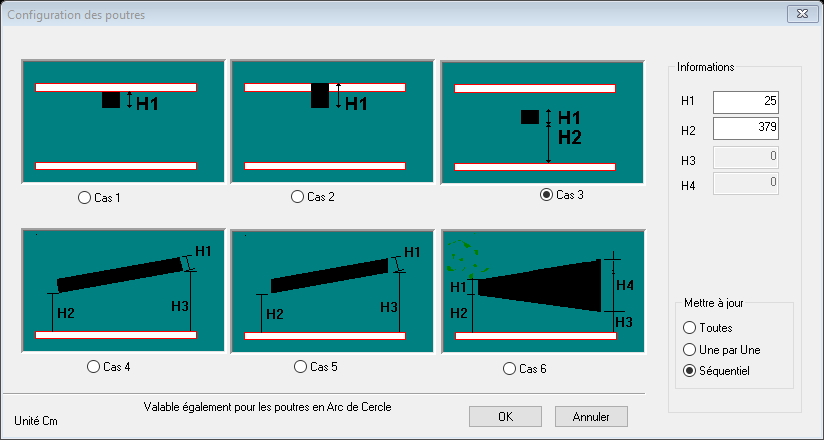 Configuration des poutres
H1
Cas 1
H1
Cas 2
H1
H2
Cas 3
H1
H2
H3
Cas 4
H1
H2
H3
Cas 5
H1
H2
H4
H3
Cas 6
Informations
H1 25
H2 379
H3 0
H4 0
Mettre à jour
Toutes
Une par Une
Séquentiel
Valable également pour les poutres en Arc de Cercle
Unité Cm
OK
Annuler